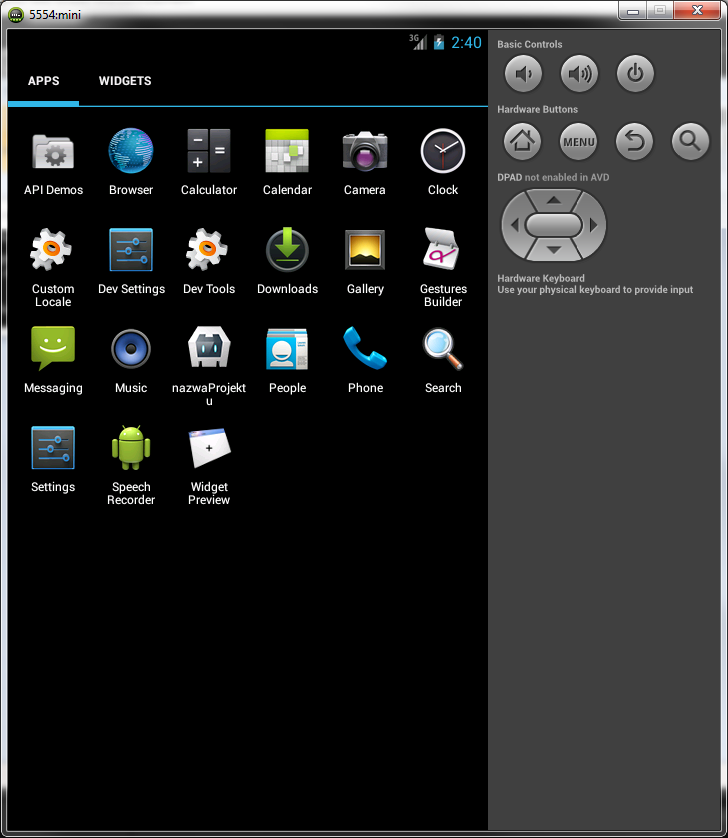 5554:mini
3G 2:40
APPS WIDGETS
API Demos Browser Calculator Calendar Camera Clock
Custom Locale Dev Settings Dev Tools Downloads Gallery Gestures Builder
Messaging Music nazwaProjekt
u People Phone Search
Settings Speech Recorder Widget Preview
Basic Controls
Hardware Buttons
MENU
DPAD not enabled in AVD
Hardware Keyboard
Use your physical keyboard to provide input